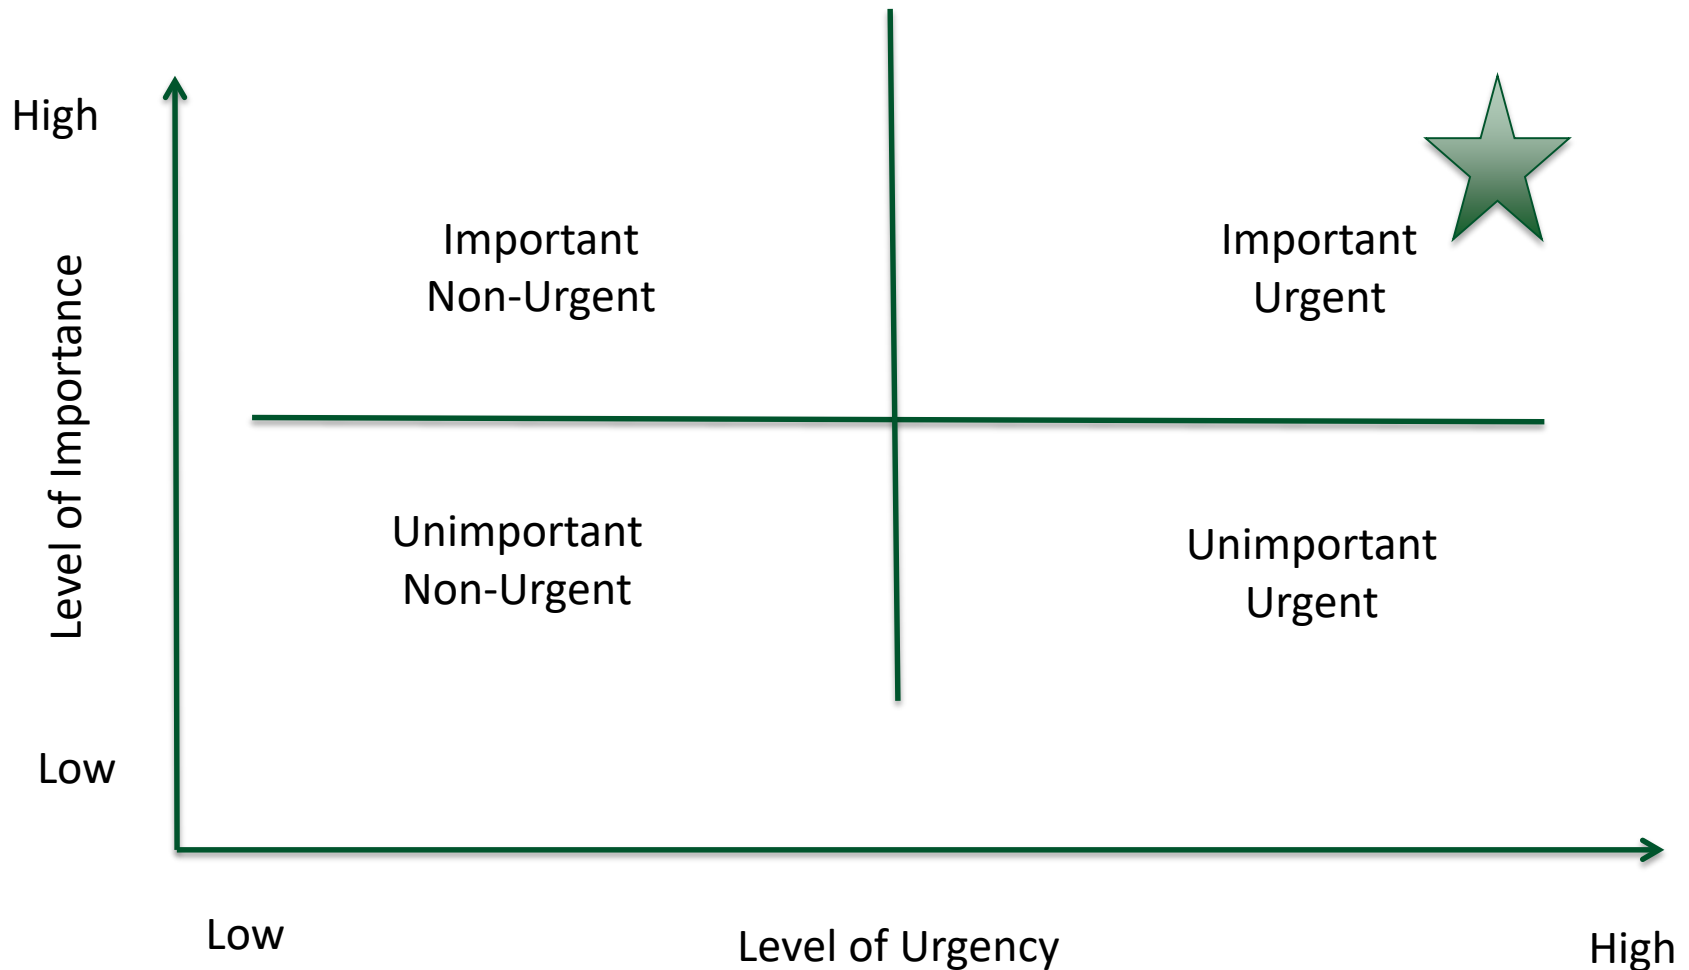 High
Important
Non-Urgent
Important
Urgent
Level of Importance
Unimportant
Non-Urgent
Unimportant
Urgent
Low
Low
Level of Urgency
High